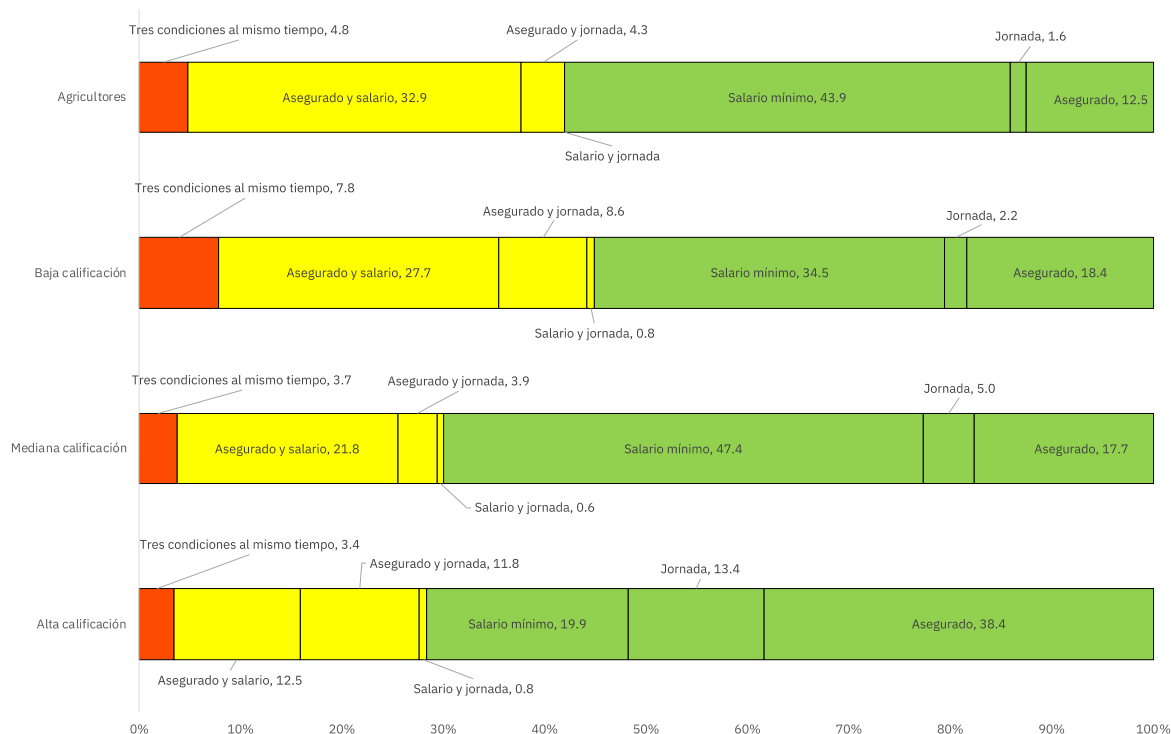 Tres condiciones al mismo tiempo, 4.8
Asegurado y jornada, 4.3
Jornada, 1.6
Agricultores
Asegurado y salario, 32.9
Salario mínimo, 43.9
Asegurado, 12.5
Salario y jornada
Tres condiciones al mismo tiempo, 7.8
Asegurado y jornada, 8.6
Jornada, 2.2
Baja calificación
Asegurado y salario, 27.7
Salario mínimo, 34.5
Asegurado, 18.4
Salario y jornada, 0.8
Tres condiciones al mismo tiempo, 3.7
Asegurado y jornada, 3.9
Jornada, 5.0
Mediana calificación
Asegurado y salario, 21.8
Salario mínimo, 47.4
Asegurado, 17.7
Salario y jornada, 0.6
Tres condiciones al mismo tiempo, 3.4
Asegurado y jornada, 11.8
Jornada, 13.4
Alta calificación
Salario mínimo, 19.9
Asegurado, 38.4
Asegurado y salario, 12.5
Salario y jornada, 0.8
0% 10% 20% 30% 40% 50% 60% 70% 80% 90% 100%